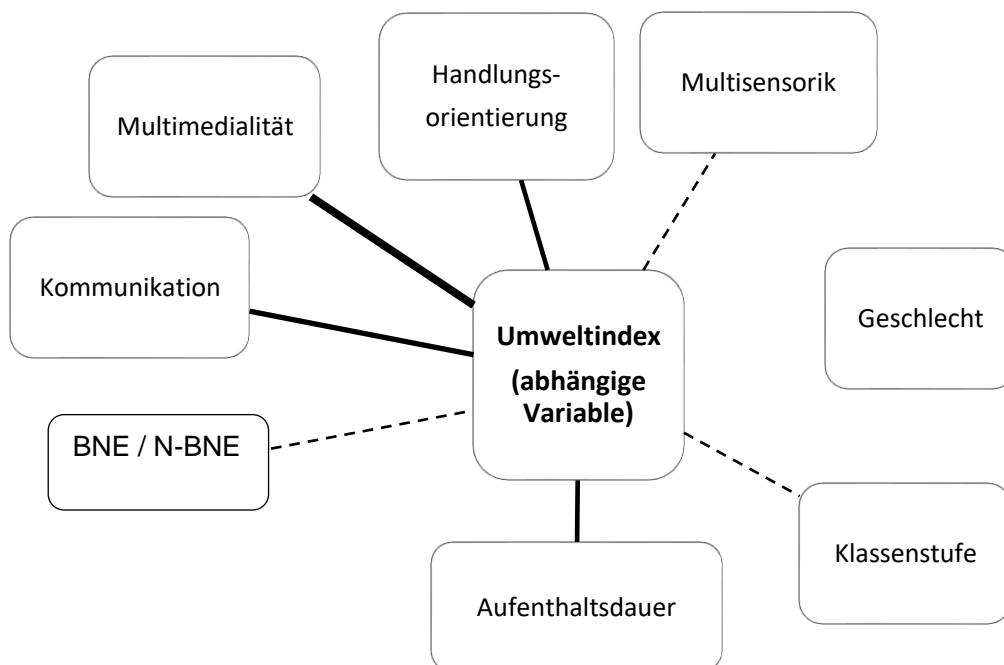 Handlungs-
orientierung
Multisensorik
Multimedialität
Kommunikation
Geschlecht
Umweltindex
(abhängige
Variable)
BNE / N-BNE
Klassenstufe
Aufenthaltsdauer